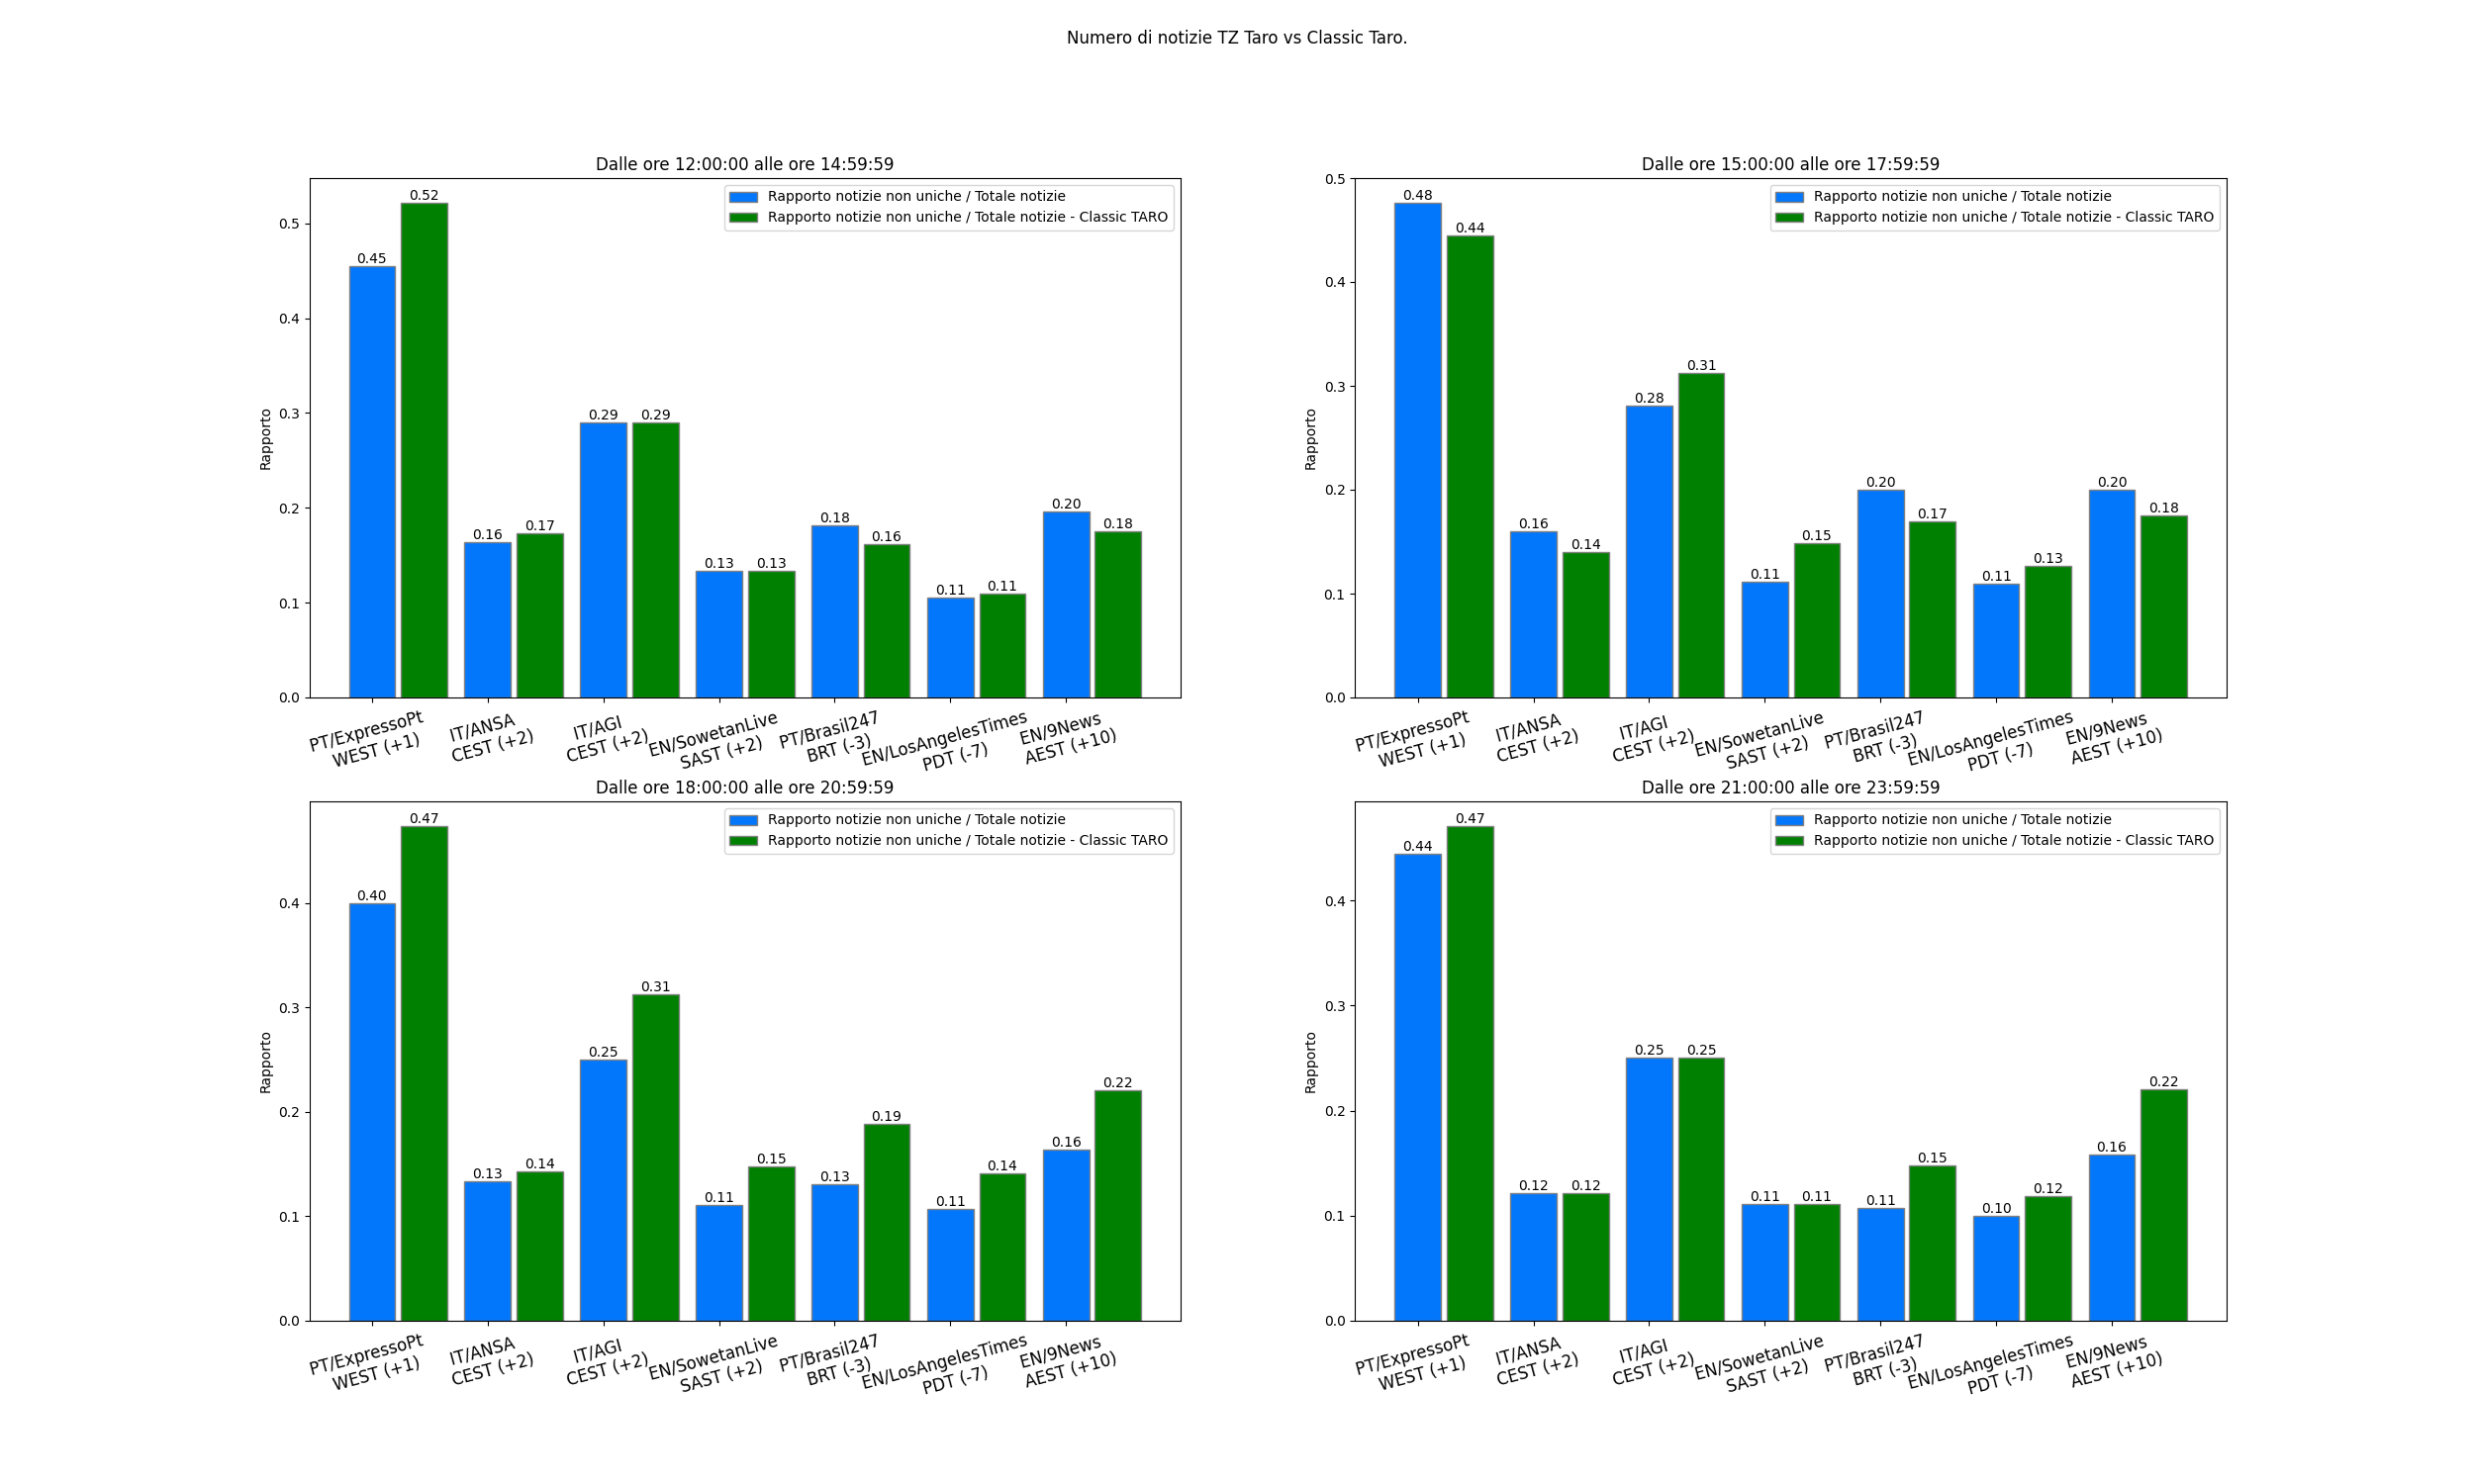 Numero di notizie TZ Taro vs Classic Taro.
Dalle ore 12:00:00 alle ore 14:59:59
Rapporto notizie non uniche / Totale notizie
Rapporto notizie non uniche / Totale notizie - Classic TARO
Rapporto
0.5
0.4
0.3
0.2
0.1
0.0
0.45
0.52
0.16
0.17
0.29
0.29
0.13
0.13
0.18
0.16
0.11
0.11
0.20
0.18
PT/ExpressoPt
WEST (+1)
IT/ANSA
CEST (+2)
IT/AGI
CEST (+2)
EN/SowetanLive
SAST (+2)
PT/Brasil247
BRT (-3)
EN/LosAngelesTimes
PDT (-7)
EN/9News
AEST (+10)
Dalle ore 15:00:00 alle ore 17:59:59
Rapporto notizie non uniche / Totale notizie
Rapporto notizie non uniche / Totale notizie - Classic TARO
Rapporto
0.5
0.4
0.3
0.2
0.1
0.0
0.48
0.44
0.16
0.14
0.28
0.31
0.11
0.15
0.20
0.17
0.11
0.13
0.20
0.18
PT/ExpressoPt
WEST (+1)
IT/ANSA
CEST (+2)
IT/AGI
CEST (+2)
EN/SowetanLive
SAST (+2)
PT/Brasil247
BRT (-3)
EN/LosAngelesTimes
PDT (-7)
EN/9News
AEST (+10)
Dalle ore 18:00:00 alle ore 20:59:59
Rapporto notizie non uniche / Totale notizie
Rapporto notizie non uniche / Totale notizie - Classic TARO
Rapporto
0.4
0.3
0.2
0.1
0.0
0.40
0.47
0.13
0.14
0.25
0.31
0.11
0.15
0.13
0.19
0.11
0.14
0.16
0.22
PT/ExpressoPt
WEST (+1)
IT/ANSA
CEST (+2)
IT/AGI
CEST (+2)
EN/SowetanLive
SAST (+2)
PT/Brasil247
BRT (-3)
EN/LosAngelesTimes
PDT (-7)
EN/9News
AEST (+10)
Dalle ore 21:00:00 alle ore 23:59:59
Rapporto notizie non uniche / Totale notizie
Rapporto notizie non uniche / Totale notizie - Classic TARO
Rapporto
0.4
0.3
0.2
0.1
0.0
0.44
0.47
0.12
0.12
0.25
0.25
0.11
0.11
0.11
0.15
0.10
0.12
0.16
0.22
PT/ExpressoPt
WEST (+1)
IT/ANSA
CEST (+2)
IT/AGI
CEST (+2)
EN/SowetanLive
SAST (+2)
PT/Brasil247
BRT (-3)
EN/LosAngelesTimes
PDT (-7)
EN/9News
AEST (+10)